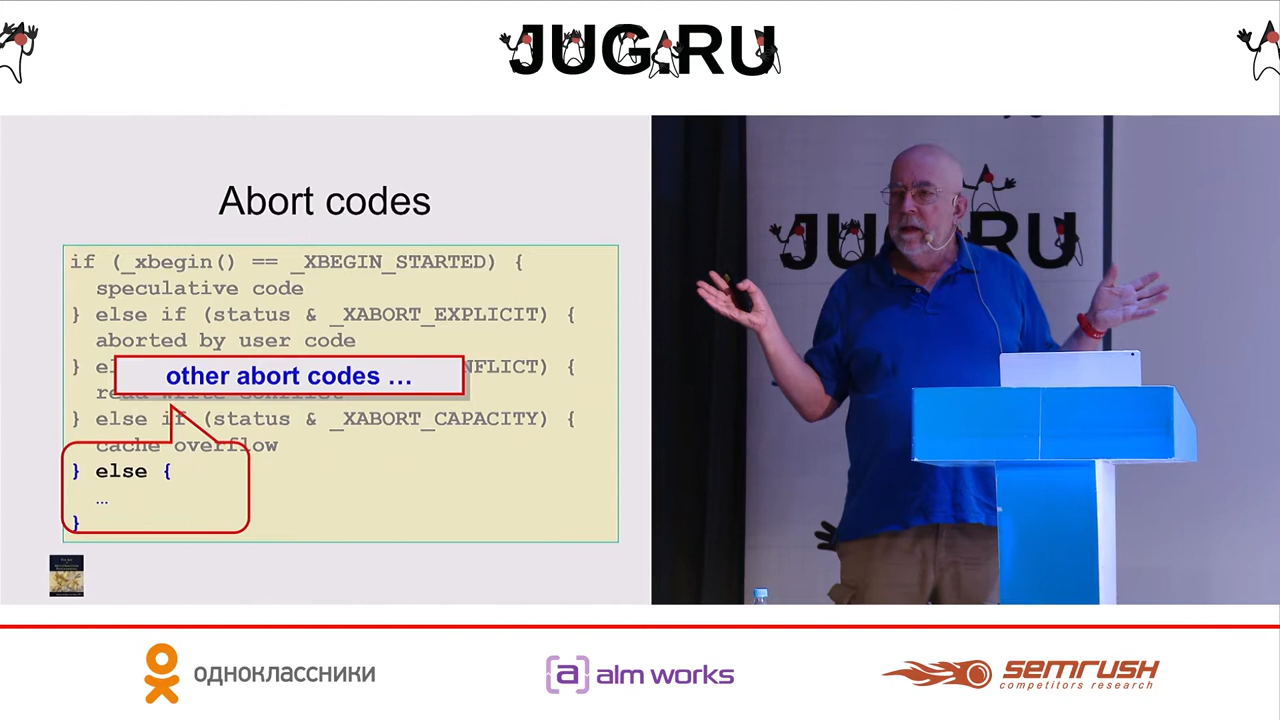 JUG.RU
Abort codes
if (_xbegin() == _XBEGIN_STARTED) {
speculative code
} else if (status & _XABORT_EXPLICIT) {
aborted by user code
} el
NFLICT) {
other abort codes …
} else if (status & _XABORT_CAPACITY) {
cache overflow
} else {
…
}
JUG.RU
одноклассники
[a] alm works
semrush
competitors research